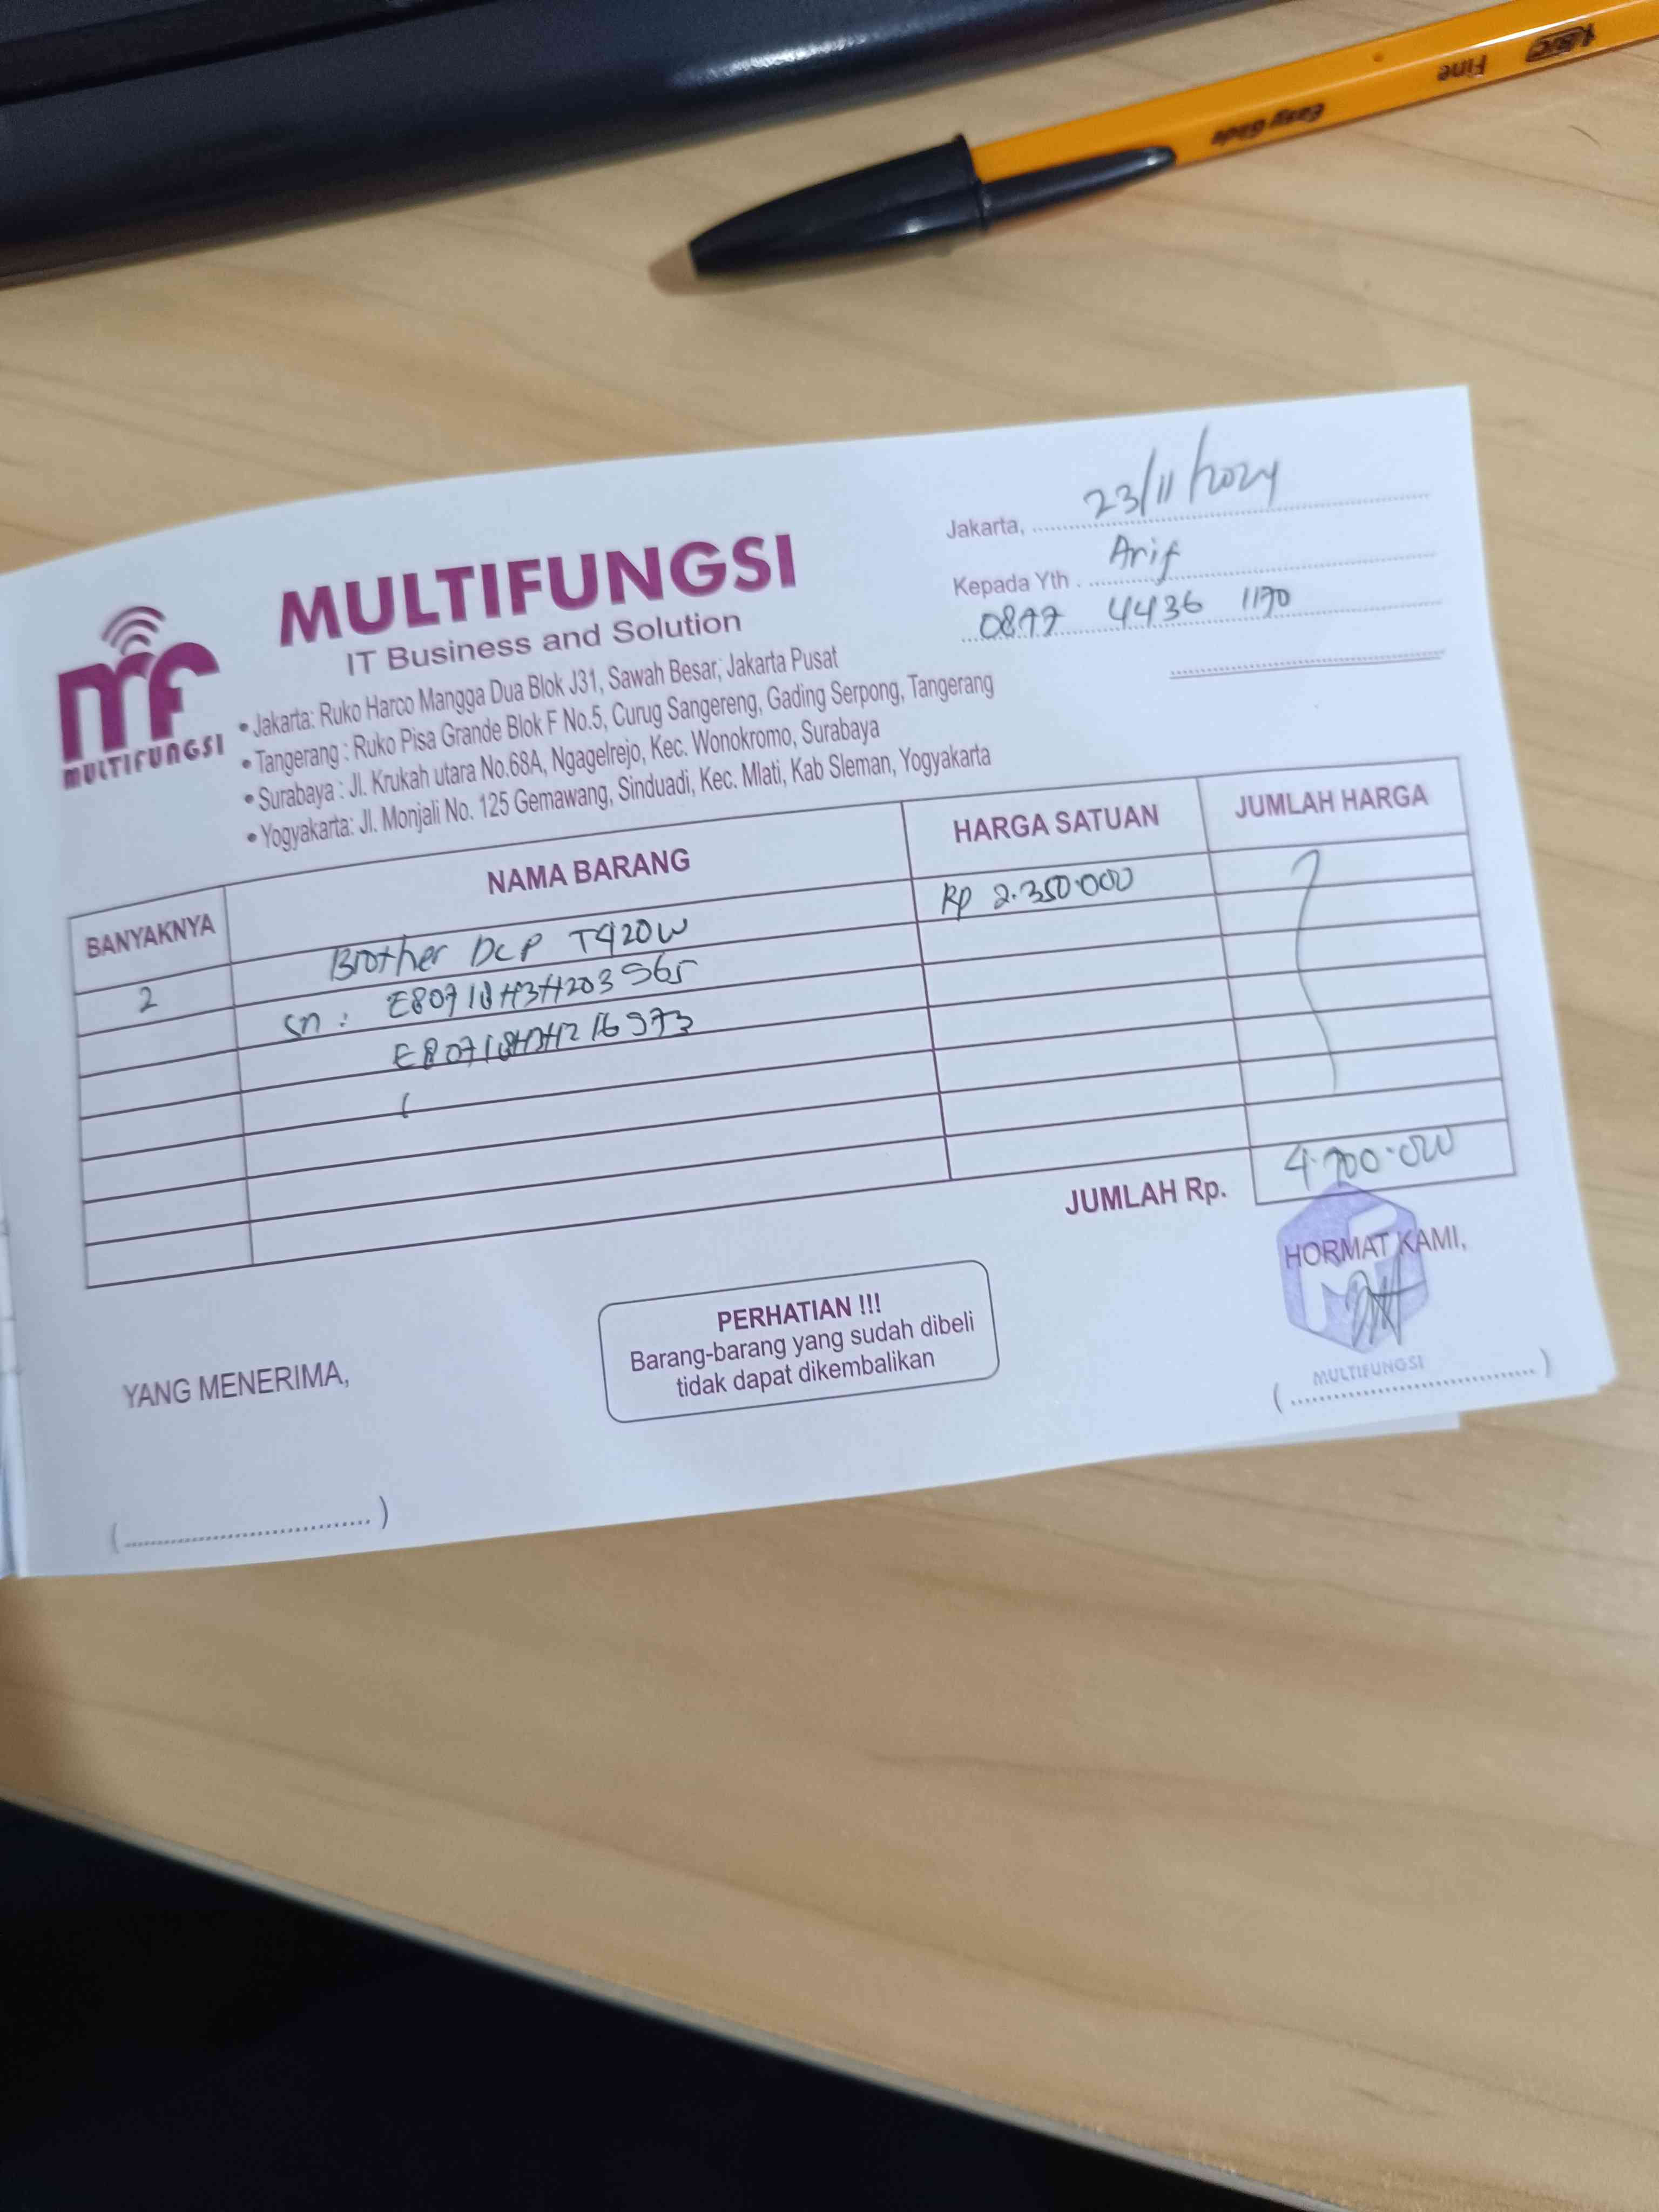 BIC
Fine
Easy Glide
Jakarta, 23/11/2024
Kepada Yth . Arif
0877 4436 1170
mf
MULTIFUNGSI
MULTIFUNGSI
IT Business and Solution
• Jakarta: Ruko Harco Mangga Dua Blok J31, Sawah Besar, Jakarta Pusat
• Tangerang : Ruko Pisa Grande Blok F No.5, Curug Sangereng, Gading Serpong, Tangerang
• Surabaya : Jl. Krukah utara No.68A, Ngagelrejo, Kec. Wonokromo, Surabaya
• Yogyakarta: Jl. Monjali No. 125 Gemawang, Sinduadi, Kec. Mlati, Kab Sleman, Yogyakarta
BANYAKNYA NAMA BARANG HARGA SATUAN JUMLAH HARGA
2 Brother DCP T420W Rp 2.350.000
sn : E80718H3H203965
JUMLAH Rp. 4.700.000
HORMAT KAMI,
MULTIFUNGSI
PERHATIAN !!!
Barang-barang yang sudah dibeli
tidak dapat dikembalikan
YANG MENERIMA,